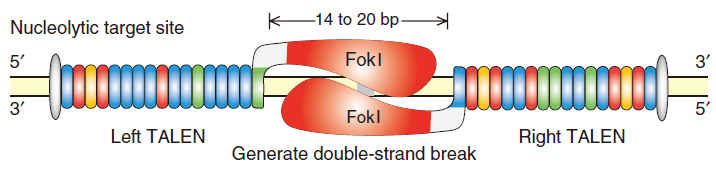 Nucleolytic target site
14 to 20 bp
5′
FokI
3′
3′
FokI
5′
Left TALEN
Right TALEN
Generate double-strand break